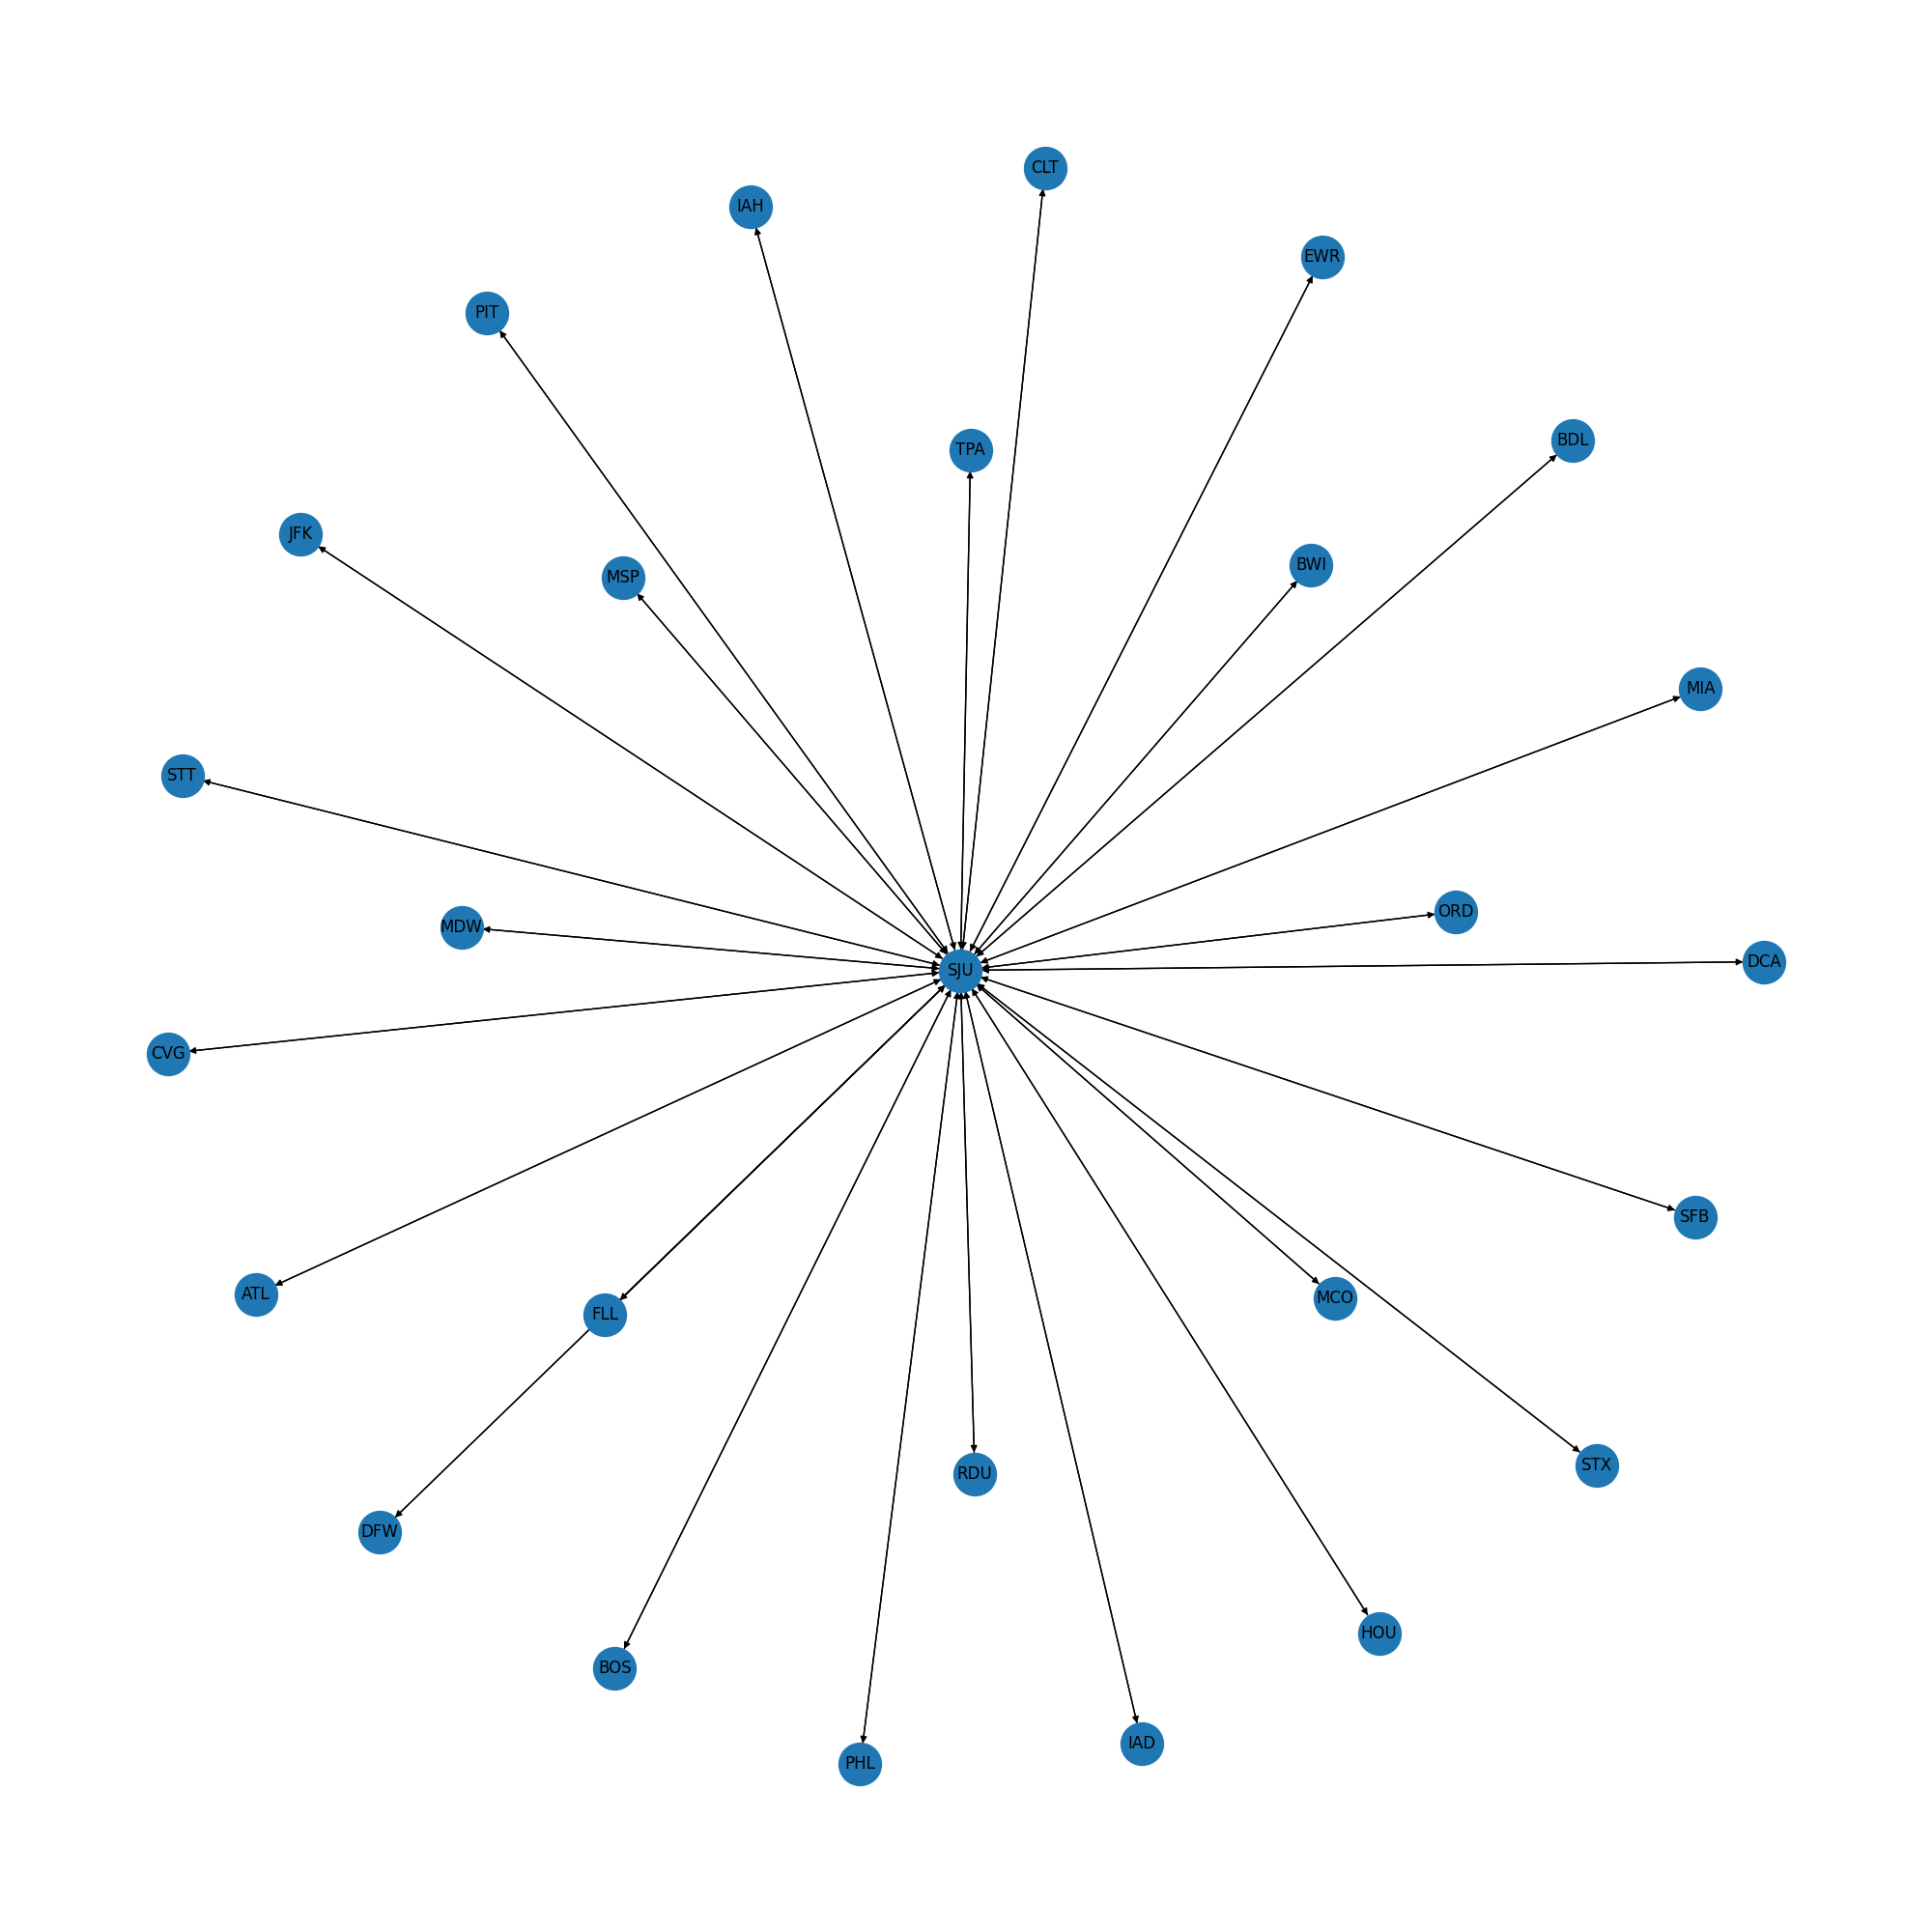 CLT
IAH
EWR
PIT
BDL
TPA
JFK
BWI
MSP
MIA
STT
ORD
MDW
DCA
SJU
CVG
SFB
ATL
MCO
FLL
STX
RDU
DFW
HOU
BOS
IAD
PHL